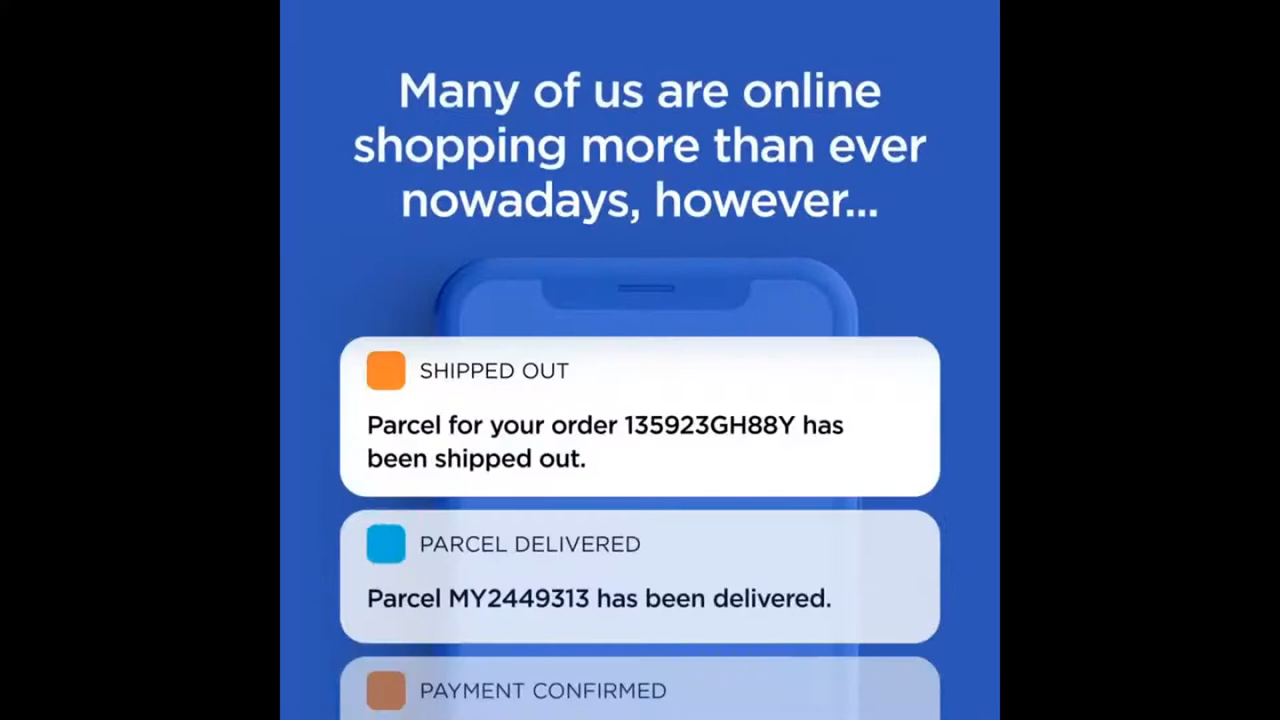 Many of us are online
shopping more than ever
nowadays, however...
SHIPPED OUT
Parcel for your order 135923GH88Y has
been shipped out.
PARCEL DELIVERED
Parcel MY2449313 has been delivered.
PAYMENT CONFIRMED